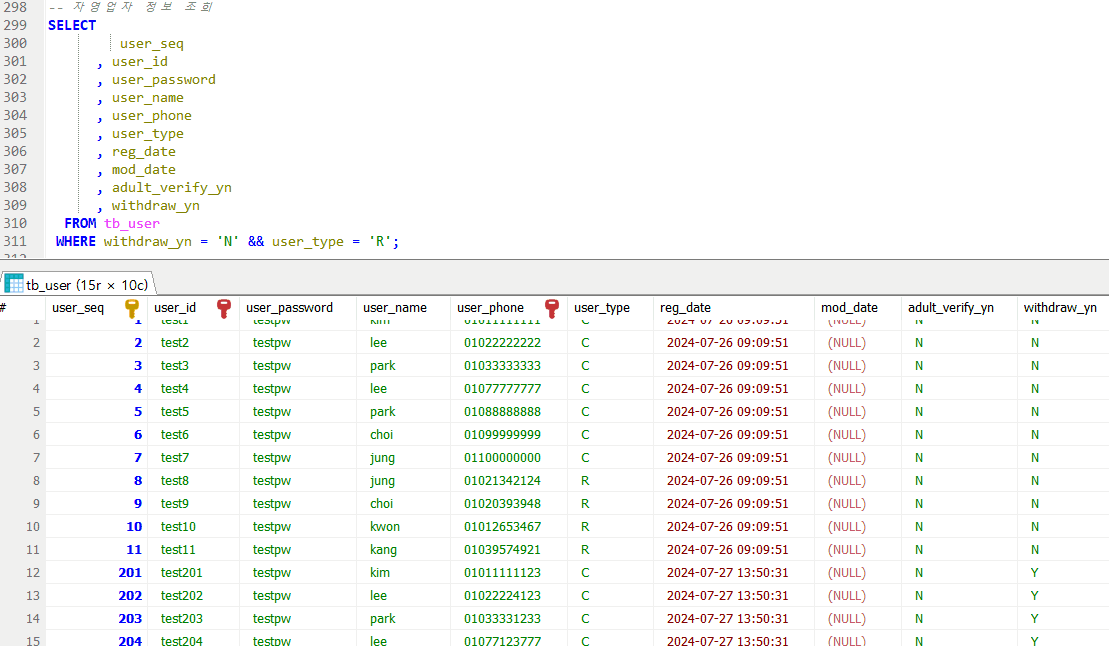 298 -- 자영업자 정보 조회
299 SELECT
300 user_seq
301 , user_id
302 , user_password
303 , user_name
304 , user_phone
305 , user_type
306 , reg_date
307 , mod_date
308 , adult_verify_yn
309 , withdraw_yn
310 FROM tb_user
311 WHERE withdraw_yn = 'N' && user_type = 'R';
312
tb_user (15r × 10c)
# user_seq user_id user_password user_name user_phone user_type reg_date mod_date adult_verify_yn withdraw_yn
1 1 test1 testpw kim 01011111111 C 2024-07-26 09:09:51 (NULL) N N
2 2 test2 testpw lee 01022222222 C 2024-07-26 09:09:51 (NULL) N N
3 3 test3 testpw park 01033333333 C 2024-07-26 09:09:51 (NULL) N N
4 4 test4 testpw lee 01077777777 C 2024-07-26 09:09:51 (NULL) N N
5 5 test5 testpw park 01088888888 C 2024-07-26 09:09:51 (NULL) N N
6 6 test6 testpw choi 01099999999 C 2024-07-26 09:09:51 (NULL) N N
7 7 test7 testpw jung 01100000000 C 2024-07-26 09:09:51 (NULL) N N
8 8 test8 testpw jung 01021342124 R 2024-07-26 09:09:51 (NULL) N N
9 9 test9 testpw choi 01020393948 R 2024-07-26 09:09:51 (NULL) N N
10 10 test10 testpw kwon 01012653467 R 2024-07-26 09:09:51 (NULL) N N
11 11 test11 testpw kang 01039574921 R 2024-07-26 09:09:51 (NULL) N N
12 201 test201 testpw kim 01011111123 C 2024-07-27 13:50:31 (NULL) N Y
13 202 test202 testpw lee 01022224123 C 2024-07-27 13:50:31 (NULL) N Y
14 203 test203 testpw park 01033331233 C 2024-07-27 13:50:31 (NULL) N Y
15 204 test204 testpw lee 01077123777 C 2024-07-27 13:50:31 (NULL) N Y